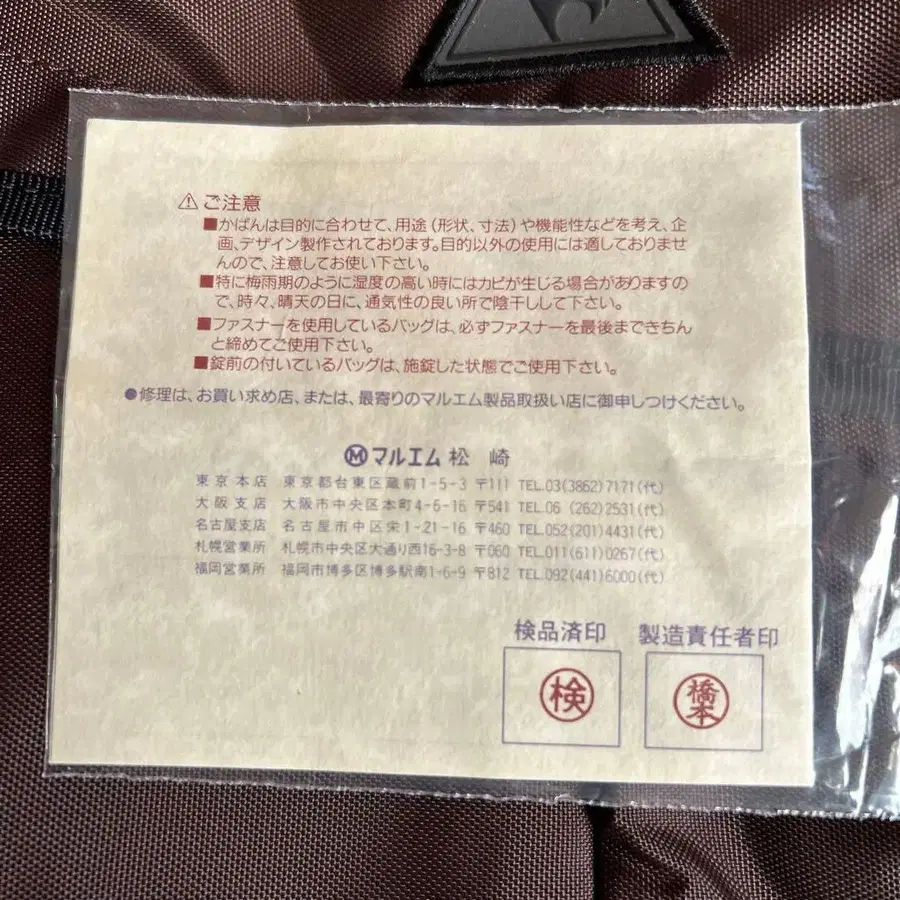 ⚠ ご注意
■かばんは目的に合わせて、用途(形状、寸法)や機能性などを考え、企
画、デザイン製作されております。目的以外の使用には適しておりませ
んので、注意してお使い下さい。
■特に梅雨期のように湿度の高い時にはカビが生じる場合がありますの
で、時々、晴天の日に、通気性の良い所で陰干しして下さい。
■ファスナーを使用しているバッグは、必ずファスナーを最後まできちん
と締めてご使用下さい。
■錠前の付いているバッグは、施錠した状態でご使用下さい。
●修理は、お買い求め店、または、最寄りのマルエム製品取扱い店に御申しつけください。
Ⓜマルエム 松崎
東京本店 東京都台東区蔵前1-5-3 〒111 TEL.03(3862)7171(代)
大阪支店 大阪市中央区本町4-6-16 〒541 TEL.06 (262)2531(代)
名古屋支店 名古屋市中区栄1-21-16 〒460 TEL.052(201)4431(代)
札幌営業所 札幌市中央区大通り西16-3-8 〒060 TEL.011(611)0267(代)
福岡営業所 福岡市博多区博多駅南1-6-9 〒812 TEL.092(441)6000(代)
検品済印 製造責任者印
検 橋本